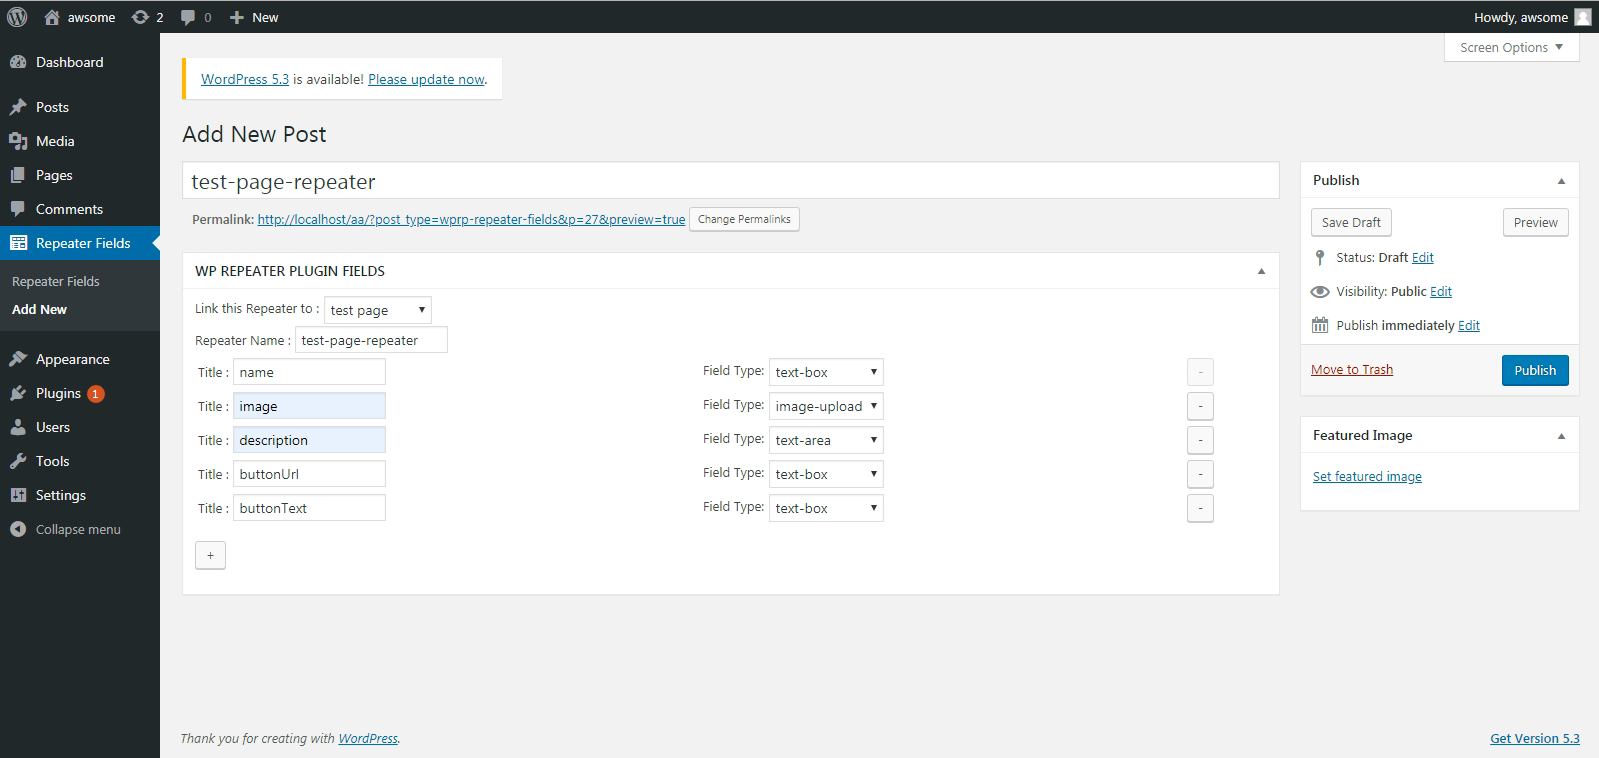 awsome 2 0 New Howdy, awsome
Screen Options
Dashboard
Posts
Media
Pages
Comments
Repeater Fields
Repeater Fields
Add New
Appearance
Plugins 1
Users
Tools
Settings
Collapse menu
WordPress 5.3 is available! Please update now.
Add New Post
test-page-repeater
Permalink: http://localhost/aa/?post_type=wprp-repeater-fields&p=27&preview=true Change Permalinks
WP REPEATER PLUGIN FIELDS
Link this Repeater to : test page
Repeater Name : test-page-repeater
Title : name Field Type: text-box -
Title : image Field Type: image-upload -
Title : description Field Type: text-area -
Title : buttonUrl Field Type: text-box -
Title : buttonText Field Type: text-box -
+
Publish
Save Draft Preview
Status: Draft Edit
Visibility: Public Edit
Publish immediately Edit
Move to Trash Publish
Featured Image
Set featured image
Thank you for creating with WordPress. Get Version 5.3